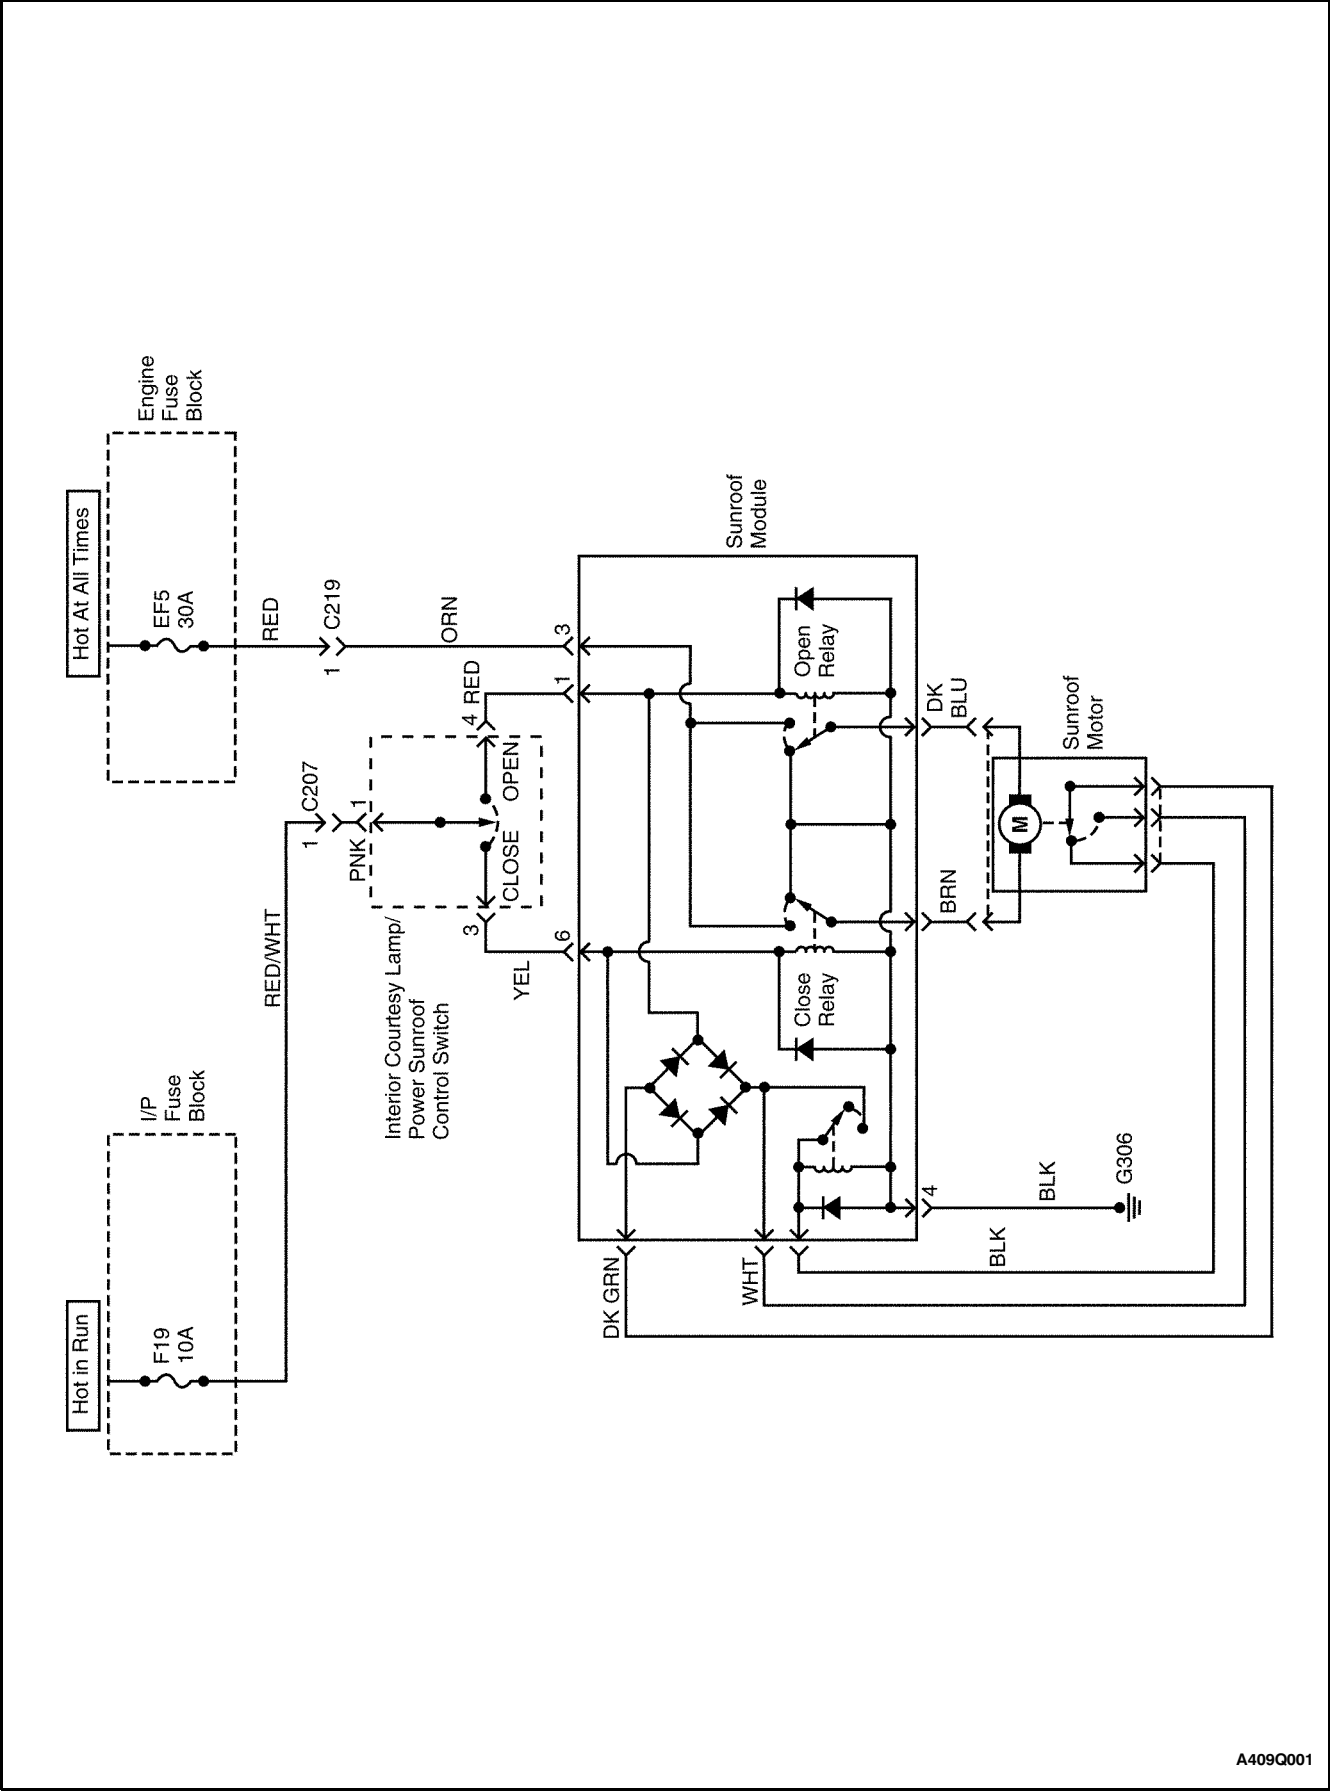 Hot in Run
F19
10A
I/P
Fuse
Block
RED/WHT
1
C207
PNK
1
Interior Courtesy Lamp/
Power Sunroof
Control Switch
CLOSE
OPEN
3
4
YEL
RED
Hot At All Times
EF5
30A
Engine
Fuse
Block
RED
1
C219
ORN
6
1
3
Sunroof
Module
Close
Relay
Open
Relay
DK GRN
WHT
BLK
4
BLK
G306
BRN
DK
BLU
M
Sunroof
Motor
A409Q001